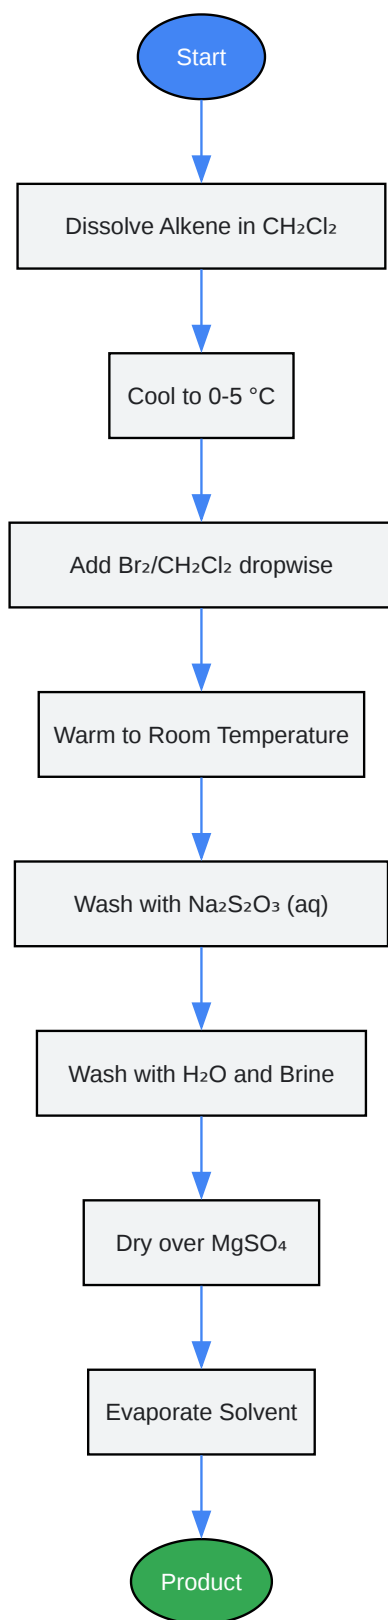 Start
Dissolve Alkene in CH₂Cl₂
Cool to 0-5 °C
Add Br₂/CH₂Cl₂ dropwise
Warm to Room Temperature
Wash with Na₂S₂O₃ (aq)
Wash with H₂O and Brine
Dry over MgSO₄
Evaporate Solvent
Product